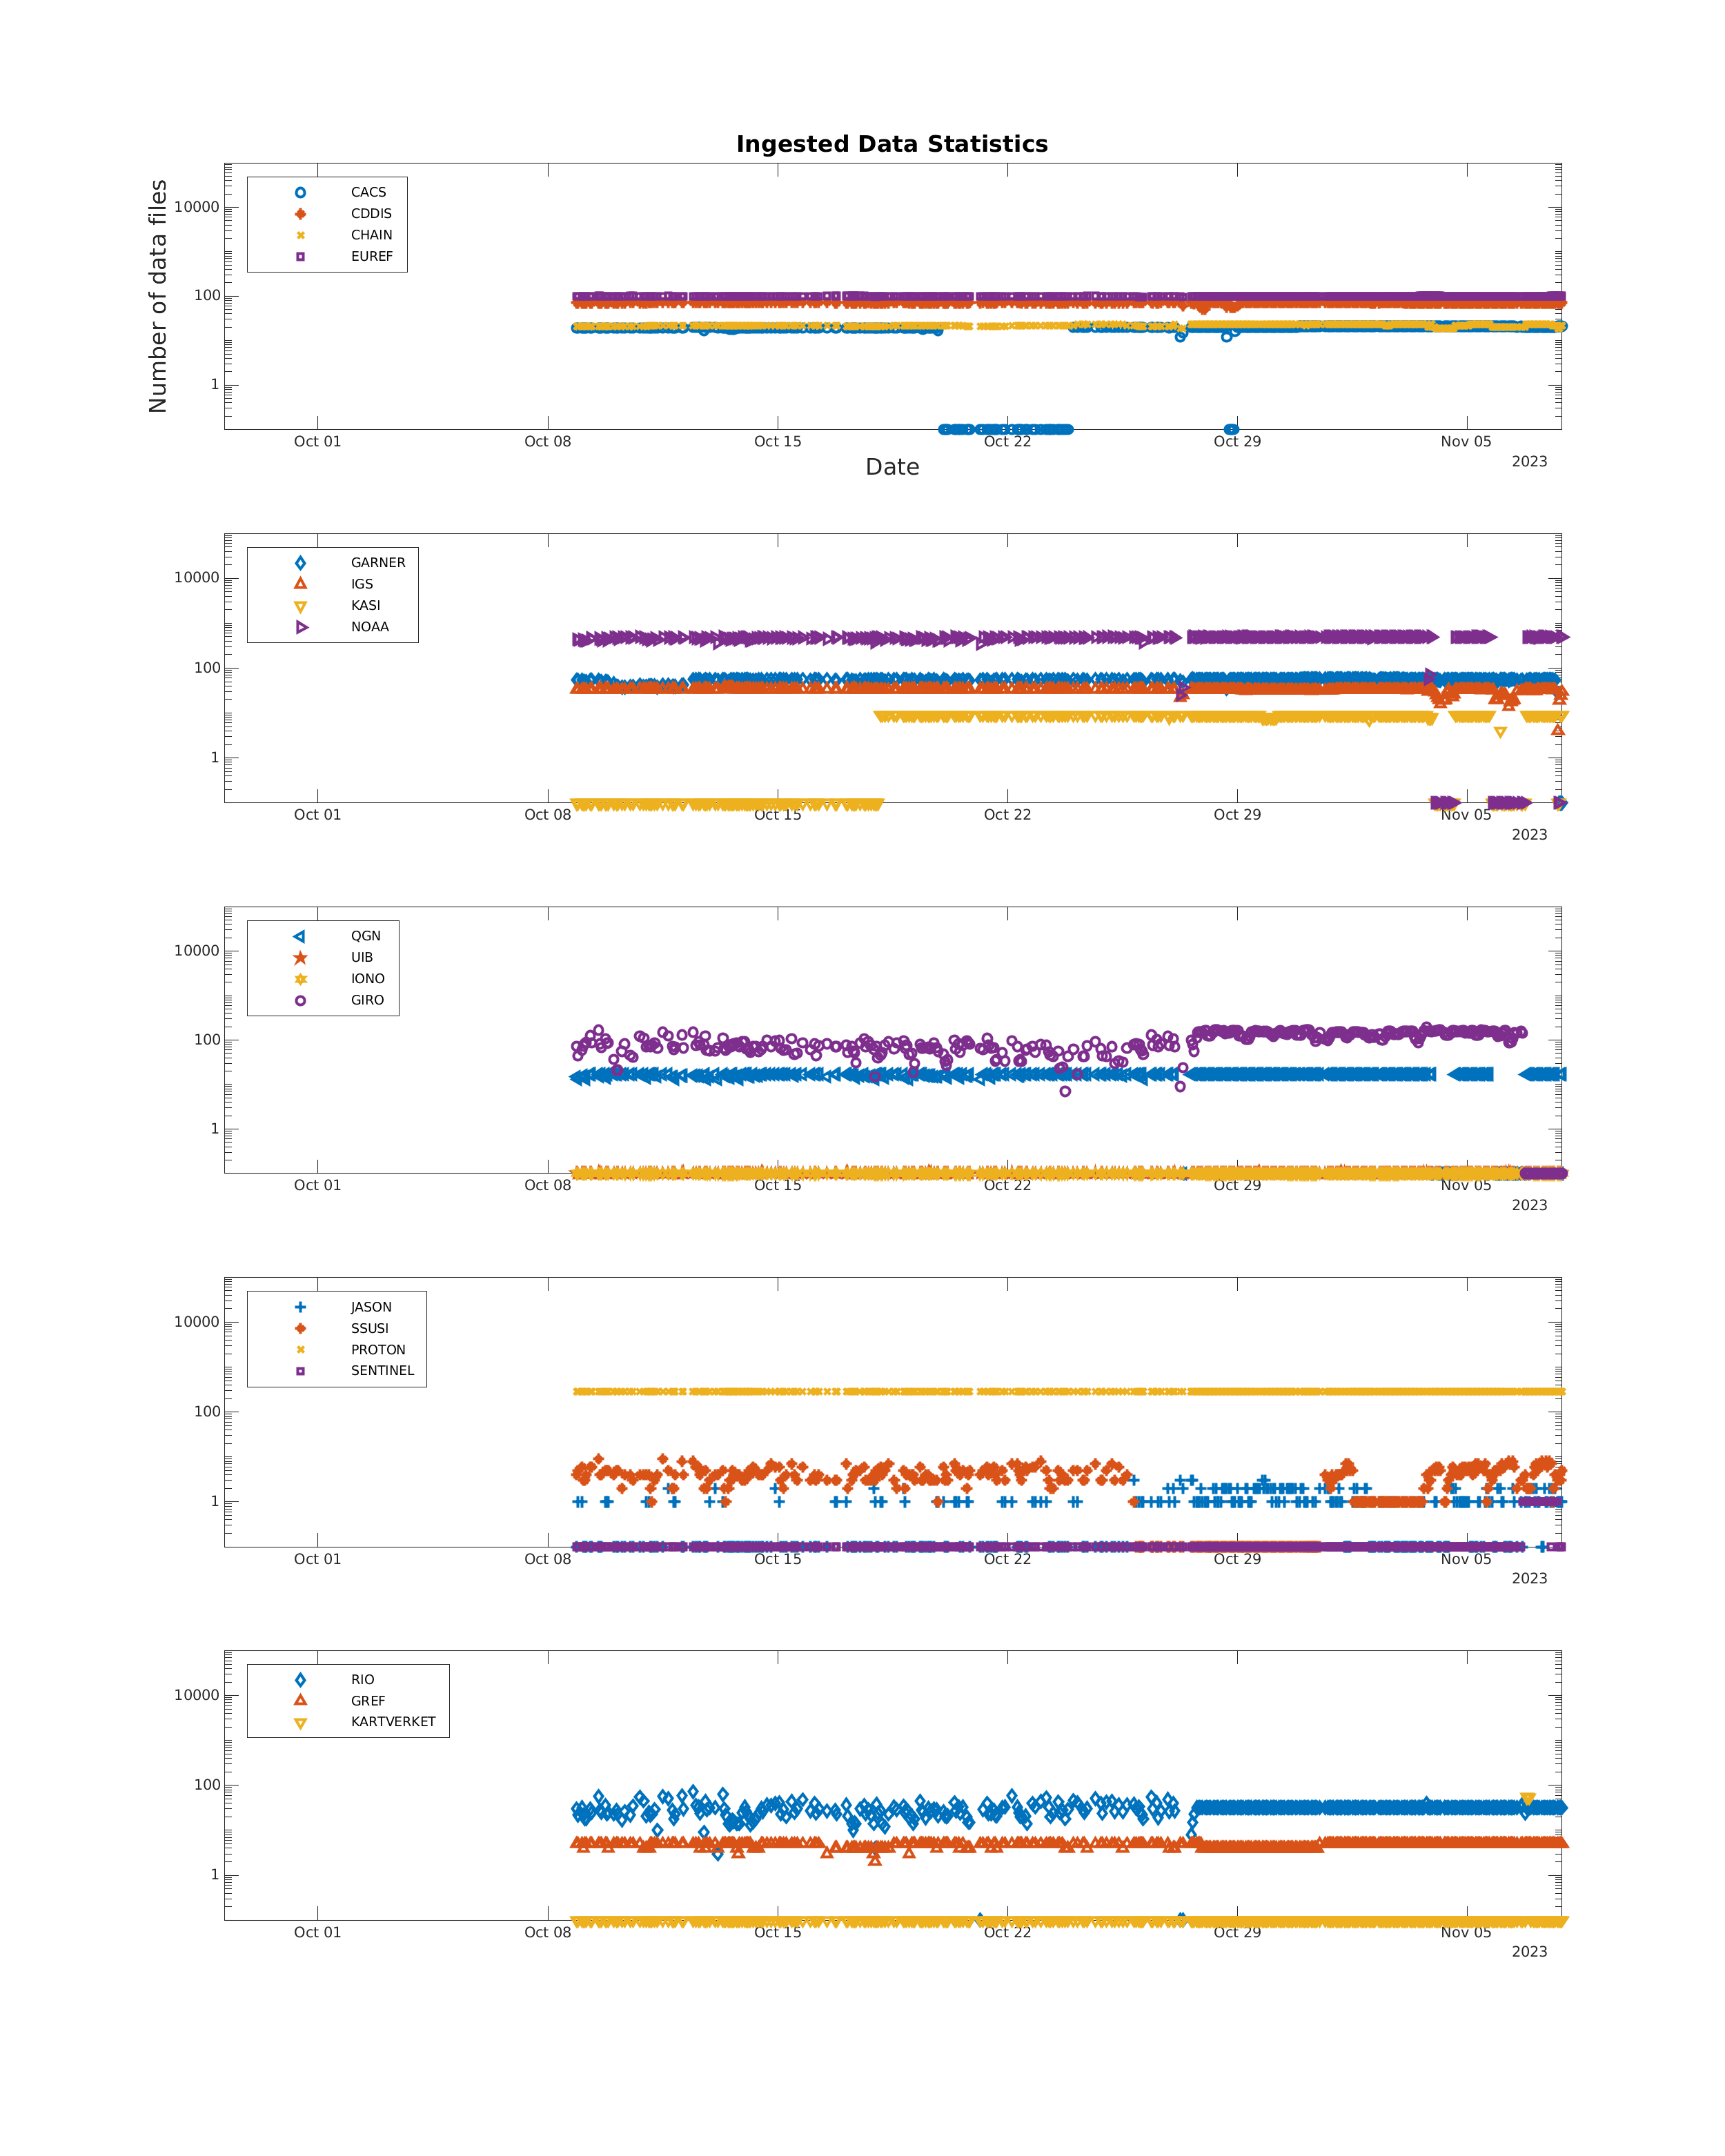 Ingested Data Statistics
Number of data files
10000
100
1
CACS
CDDIS
CHAIN
EUREF
Oct 01 Oct 08 Oct 15 Oct 22 Oct 29 Nov 05
2023
Date
10000
100
1
GARNER
IGS
KASI
NOAA
Oct 01 Oct 08 Oct 15 Oct 22 Oct 29 Nov 05
2023
10000
100
1
QGN
UIB
IONO
GIRO
Oct 01 Oct 08 Oct 15 Oct 22 Oct 29 Nov 05
2023
10000
100
1
JASON
SSUSI
PROTON
SENTINEL
Oct 01 Oct 08 Oct 15 Oct 22 Oct 29 Nov 05
2023
10000
100
1
RIO
GREF
KARTVERKET
Oct 01 Oct 08 Oct 15 Oct 22 Oct 29 Nov 05
2023